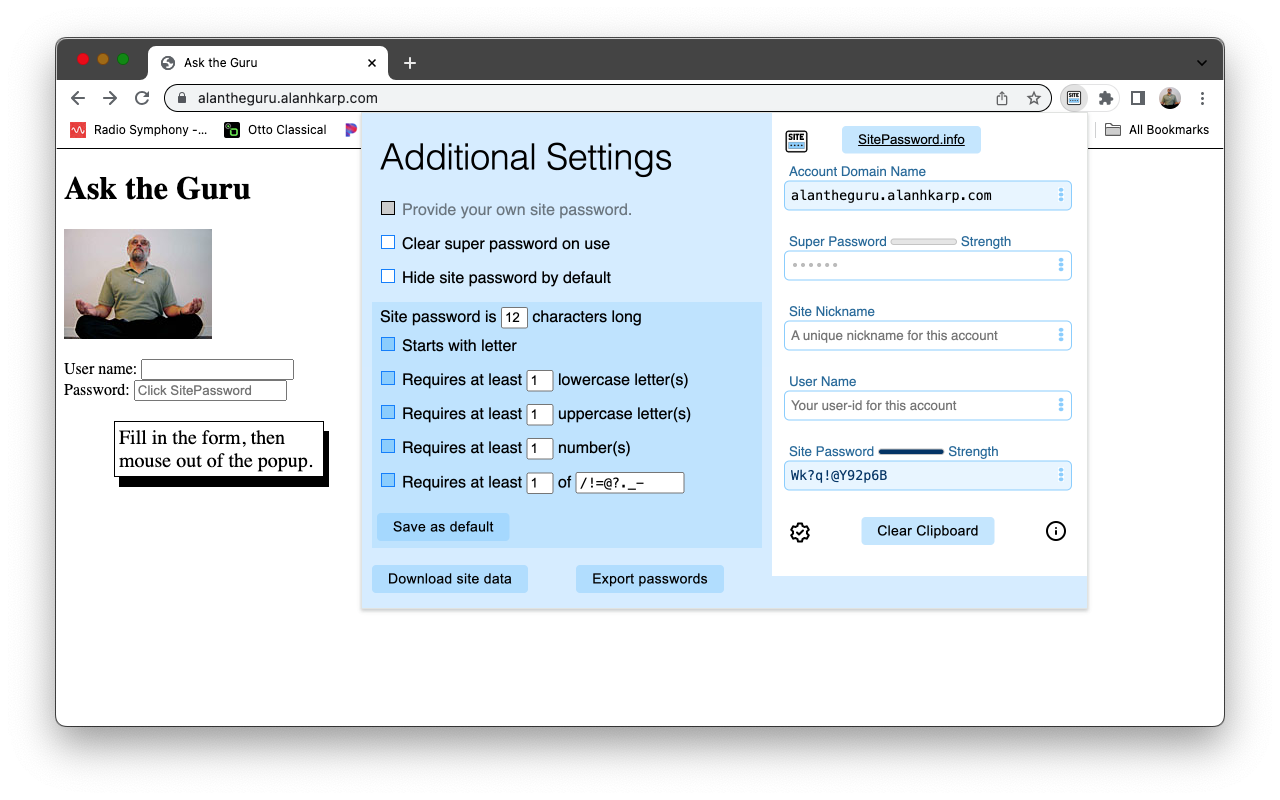 Ask the Guru
alantheguru.alanhkarp.com
Radio Symphony -...
Otto Classical
All Bookmarks
Ask the Guru
User name:
Password: Click SitePassword
Fill in the form, then
mouse out of the popup.
Additional Settings
Provide your own site password.
Clear super password on use
Hide site password by default
Site password is 12 characters long
Starts with letter
Requires at least 1 lowercase letter(s)
Requires at least 1 uppercase letter(s)
Requires at least 1 number(s)
Requires at least 1 of /!=@?._-
Save as default
Download site data
Export passwords
SITE
SitePassword.info
Account Domain Name
alantheguru.alanhkarp.com
Super Password Strength
Site Nickname
A unique nickname for this account
User Name
Your user-id for this account
Site Password Strength
Wk?q!@Y92p6B
Clear Clipboard